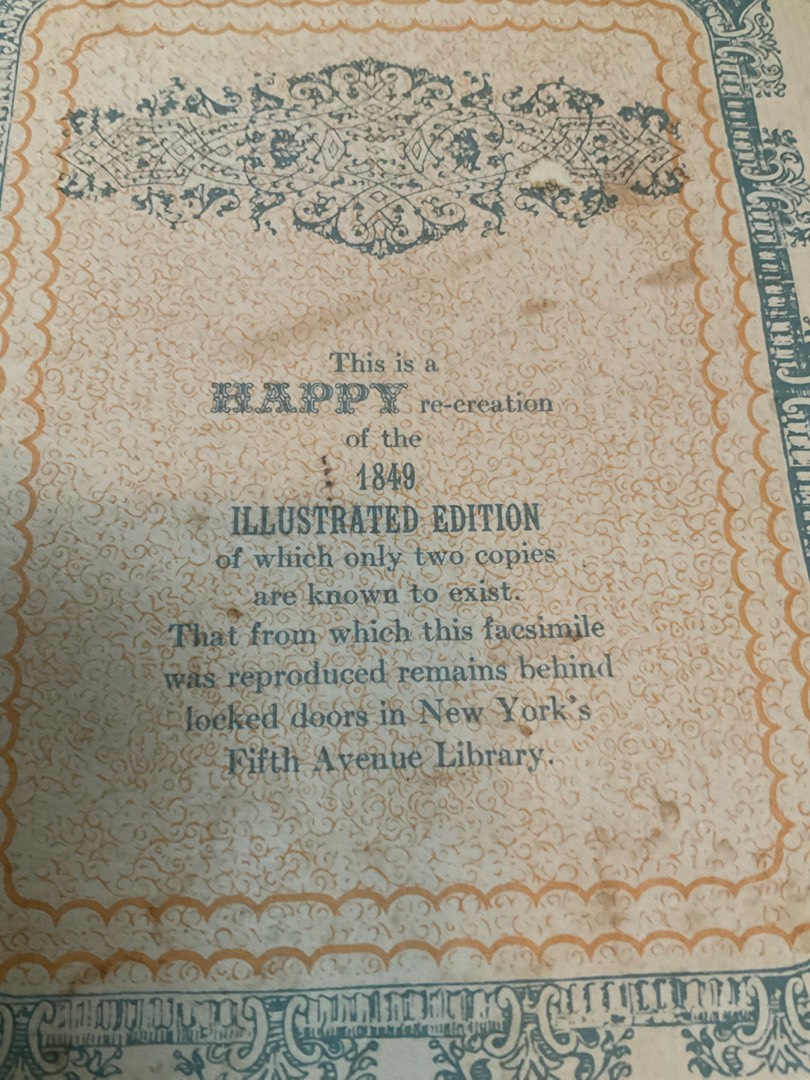 This is a
HAPPY re-creation
of the
1849
ILLUSTRATED EDITION
of which only two copies
are known to exist.
That from which this facsimile
was reproduced remains behind
locked doors in New York's
Fifth Avenue Library.